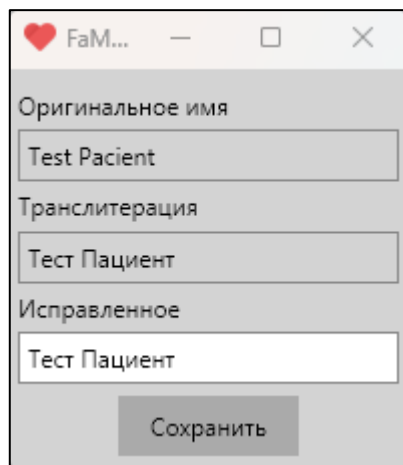 FaM...
Оригинальное имя
Test Pacient
Транслитерация
Тест Пациент
Исправленное
Тест Пациент
Сохранить